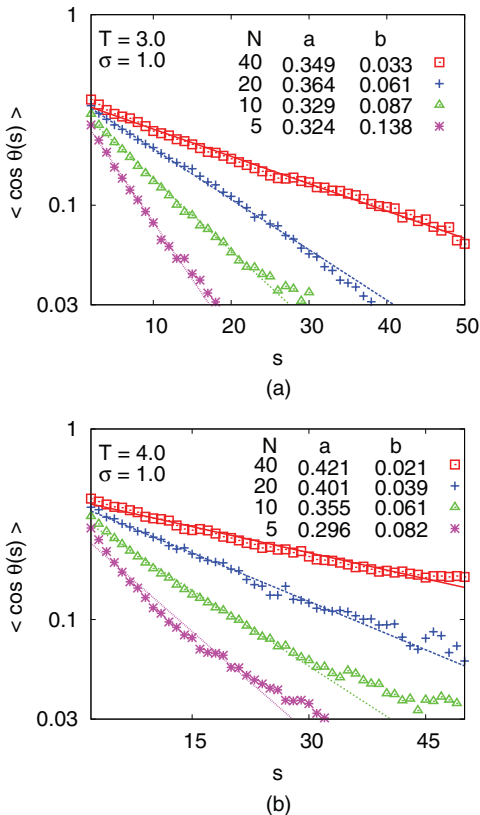 1
T = 3.0
σ = 1.0
N a b
40 0.349 0.033
20 0.364 0.061
10 0.329 0.087
5 0.324 0.138
< cos θ(s) >
0.1
0.03
10 20 30 40 50
s
(a)
1
T = 4.0
σ = 1.0
N a b
40 0.421 0.021
20 0.401 0.039
10 0.355 0.061
5 0.296 0.082
< cos θ(s) >
0.1
0.03
15 30 45
s
(b)